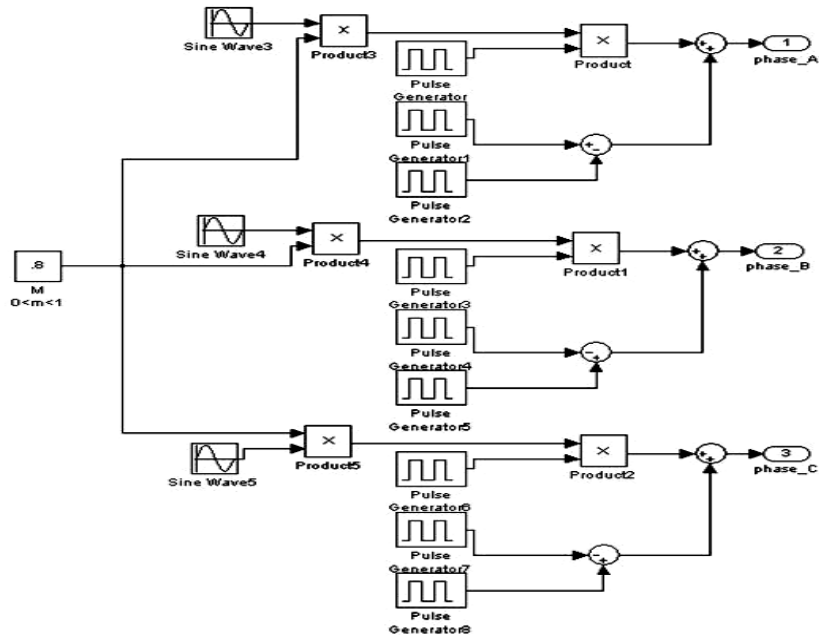 Sine Wave3
×
Product3
Pulse
Generator
×
Product
1
phase_A
Pulse
Generator1
Pulse
Generator2
Sine Wave4
×
Product4
.8
M
0<m<1
Pulse
Generator3
×
Product1
2
phase_B
Pulse
Generator4
Pulse
Generator5
Sine Wave5
×
Product5
Pulse
Generator6
×
Product2
3
phase_C
Pulse
Generator7
Pulse
Generator8